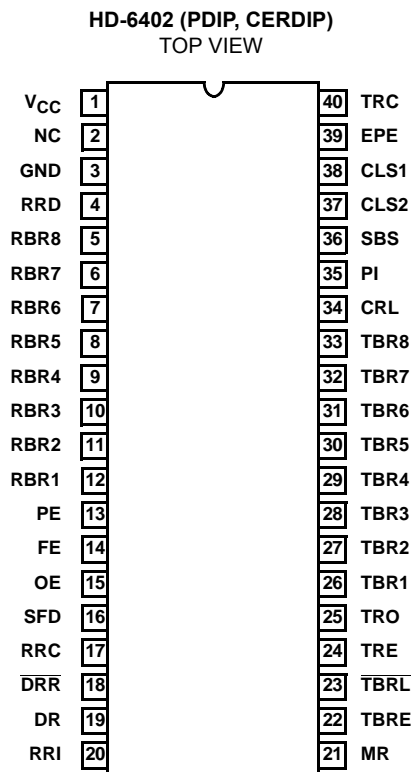 HD-6402 (PDIP, CERDIP)
TOP VIEW
VCC 1 40 TRC
NC 2 39 EPE
GND 3 38 CLS1
RRD 4 37 CLS2
RBR8 5 36 SBS
RBR7 6 35 PI
RBR6 7 34 CRL
RBR5 8 33 TBR8
RBR4 9 32 TBR7
RBR3 10 31 TBR6
RBR2 11 30 TBR5
RBR1 12 29 TBR4
PE 13 28 TBR3
FE 14 27 TBR2
OE 15 26 TBR1
SFD 16 25 TRO
RRC 17 24 TRE
D̅R̅R̅ 18 23 T̅B̅R̅L̅
DR 19 22 TBRE
RRI 20 21 MR